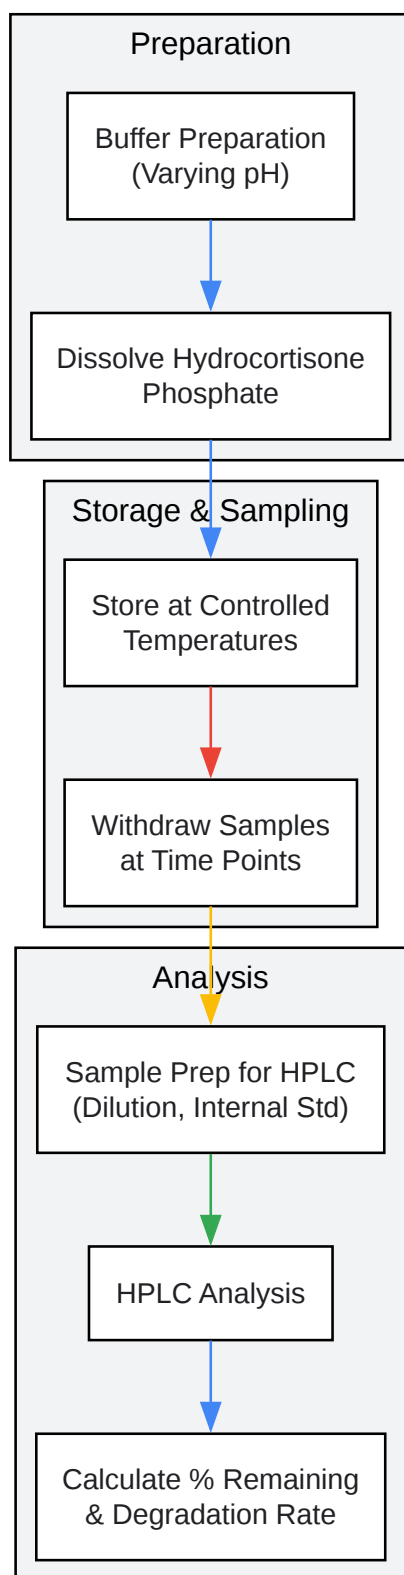 Preparation
Buffer Preparation
(Varying pH)
Dissolve Hydrocortisone
Phosphate
Storage & Sampling
Store at Controlled
Temperatures
Withdraw Samples
at Time Points
Analysis
Sample Prep for HPLC
(Dilution, Internal Std)
HPLC Analysis
Calculate % Remaining
& Degradation Rate